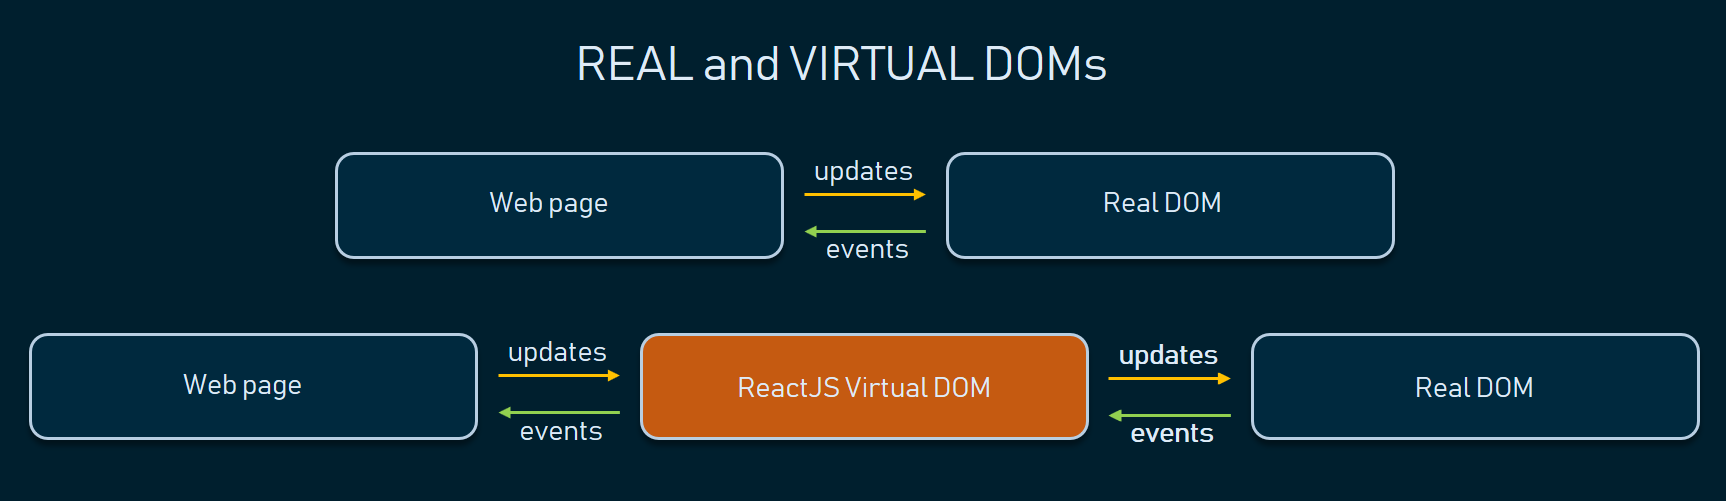 REAL and VIRTUAL DOMs
Web page
updates
events
Real DOM
Web page
updates
events
ReactJS Virtual DOM
updates
events
Real DOM